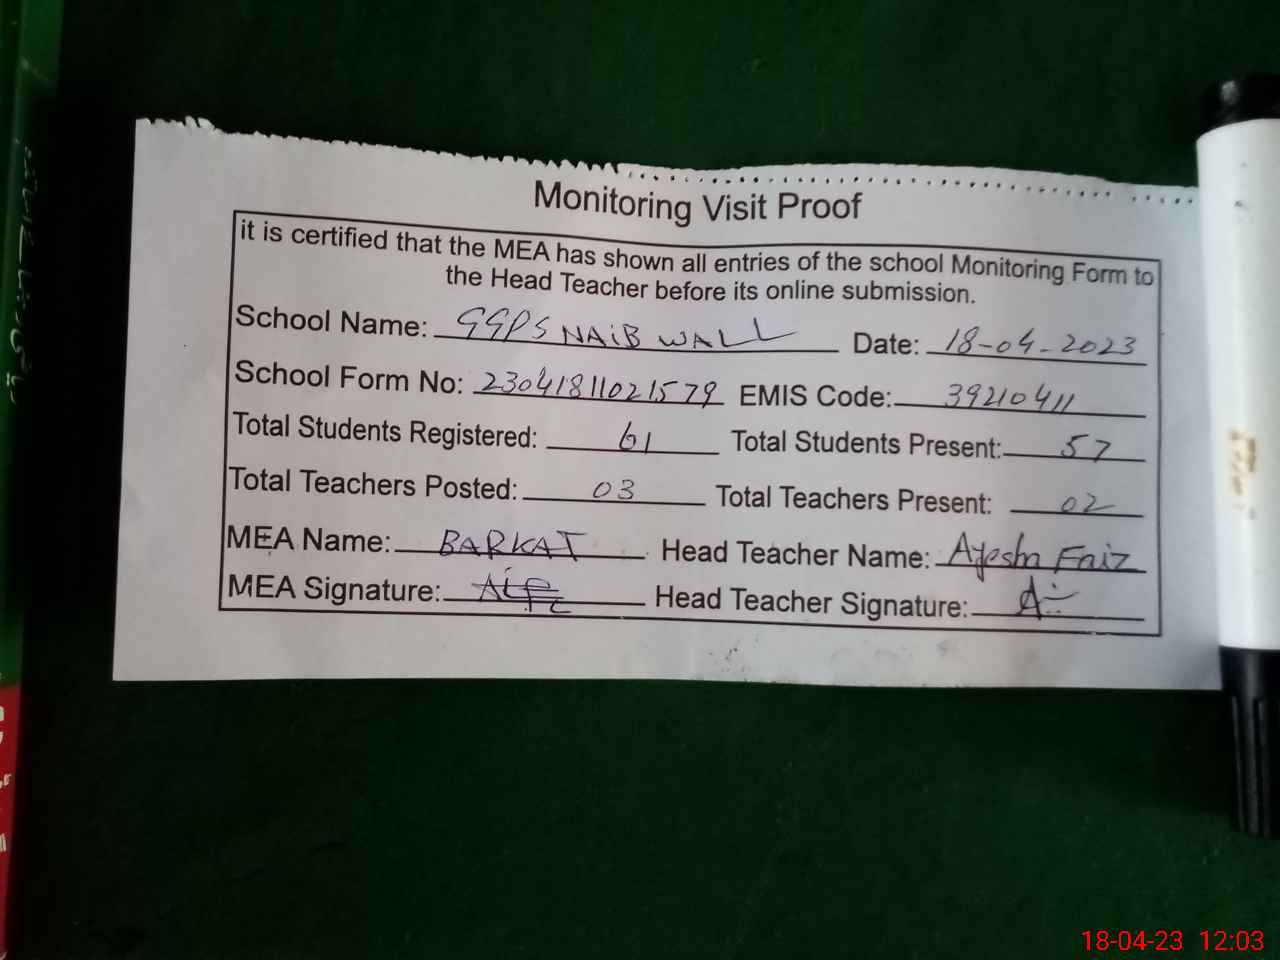 Monitoring Visit Proof
it is certified that the MEA has shown all entries of the school Monitoring Form to
the Head Teacher before its online submission.
School Name: GGPS NAIB WALL Date: 18-04-2023
School Form No: 23041811021579 EMIS Code: 39210411
Total Students Registered: 61 Total Students Present: 57
Total Teachers Posted: 03 Total Teachers Present: 02
MEA Name: BARKAT Head Teacher Name: Ayesha Faiz
MEA Signature: Head Teacher Signature:
18-04-23 12:03